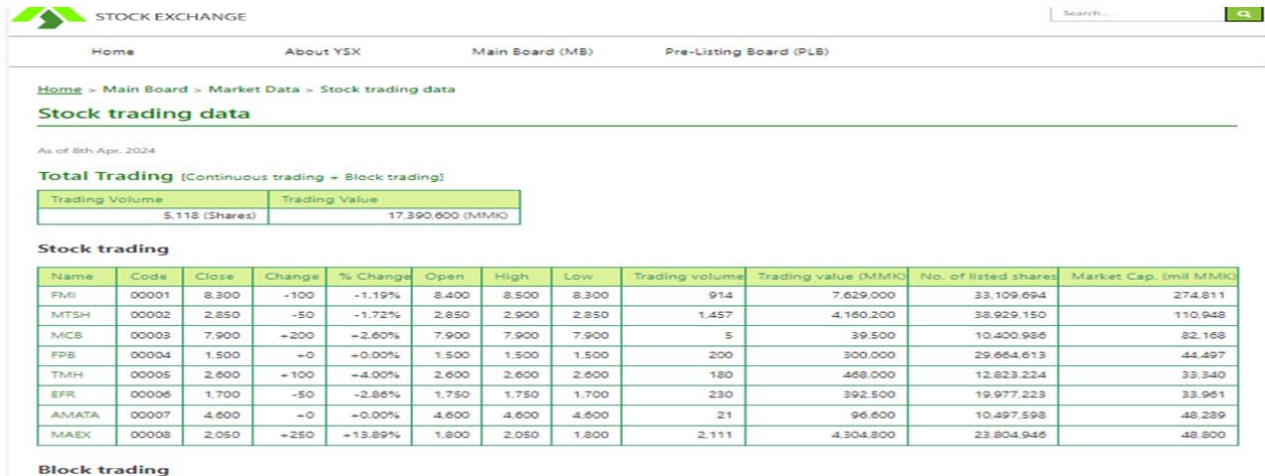 STOCK EXCHANGE
Search...
Home About YSX Main Board (MB) Pre-Listing Board (PLB)
Home > Main Board > Market Data > Stock trading data
Stock trading data
As of 8th Apr. 2024
Total Trading [Continuous trading + Block trading]
Trading Volume Trading Value
5,118 (Shares) 17,390,600 (MMK)
Stock trading
Name Code Close Change % Change Open High Low Trading volume Trading value (MMK) No. of listed shares Market Cap. (mil MMK)
FMI 00001 8,300 -100 -1.19% 8,400 8,500 8,300 914 7,629,000 33,109,694 274,811
MTSH 00002 2,850 -50 -1.72% 2,850 2,900 2,850 1,457 4,160,200 38,929,150 110,948
MCB 00003 7,900 +200 +2.60% 7,900 7,900 7,900 5 39,500 10,400,986 82,168
FPB 00004 1,500 +0 +0.00% 1,500 1,500 1,500 200 300,000 29,664,613 44,497
TMH 00005 2,600 +100 +4.00% 2,600 2,600 2,600 180 468,000 12,823,224 33,340
EFR 00006 1,700 -50 -2.86% 1,750 1,750 1,700 230 392,500 19,977,223 33,961
AMATA 00007 4,600 +0 +0.00% 4,600 4,600 4,600 21 96,600 10,497,598 48,289
MAEX 00008 2,050 +250 +13.89% 1,800 2,050 1,800 2,111 4,304,800 23,804,946 48,800
Block trading